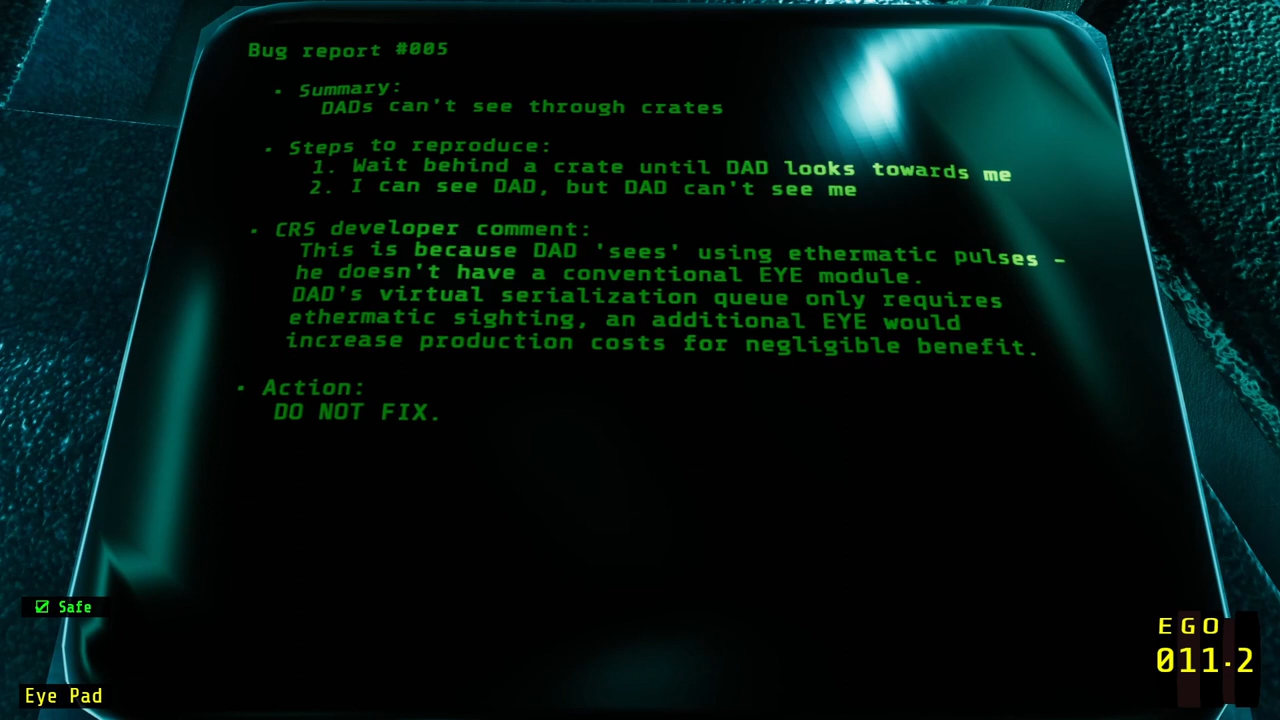 Bug report #005
• Summary:
DADs can't see through crates
• Steps to reproduce:
1. Wait behind a crate until DAD looks towards me
2. I can see DAD, but DAD can't see me
• CRS developer comment:
This is because DAD 'sees' using ethermatic pulses -
he doesn't have a conventional EYE module.
DAD's virtual serialization queue only requires
ethermatic sighting, an additional EYE would
increase production costs for negligible benefit.
• Action:
DO NOT FIX.
Safe
EGO
011.2
Eye Pad